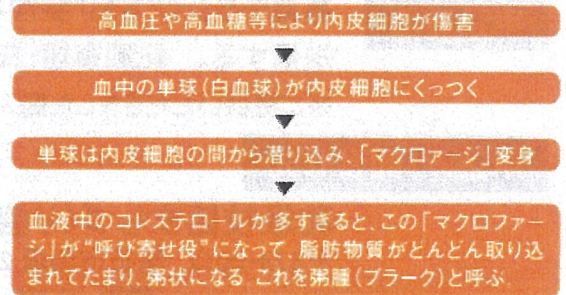 高血圧や高血糖等により内皮細胞が傷害
血中の単球(白血球)が内皮細胞にくっつく
単球は内皮細胞の間から潜り込み、「マクロァージ」変身
血液中のコレステロールが多すぎると、この「マクロファー
ジ」が“呼び寄せ役”になって、脂肪物質がどんどん取り込
まれてたまり、粥状になる。これを粥腫(プラーク)と呼ぶ。